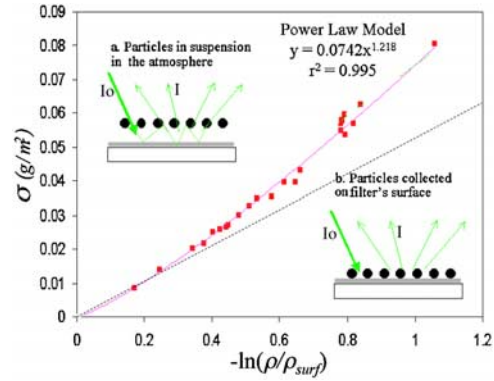 Power Law Model
y = 0.0742x^1.218
r² = 0.995
a. Particles in suspension
in the atmosphere
Io
I
b. Particles collected
on filter's surface
Io
I
σ (g/m²)
0.09
0.08
0.07
0.06
0.05
0.04
0.03
0.02
0.01
0
0
0.2
0.4
0.6
0.8
1
1.2
-ln(ρ/ρsurf)